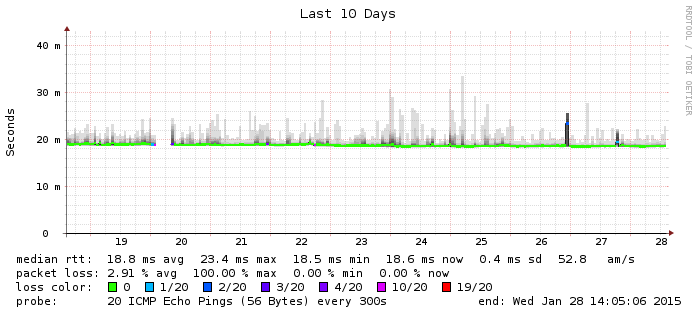 Last 10 Days
RRDTOOL / TOBI OETIKER
Seconds
40 m
30 m
20 m
10 m
0
19 20 21 22 23 24 25 26 27 28
median rtt: 18.8 ms avg 23.4 ms max 18.5 ms min 18.6 ms now 0.4 ms sd 52.8 am/s
packet loss: 2.91 % avg 100.00 % max 0.00 % min 0.00 % now
loss color: 0 1/20 2/20 3/20 4/20 10/20 19/20
probe: 20 ICMP Echo Pings (56 Bytes) every 300s end: Wed Jan 28 14:05:06 2015